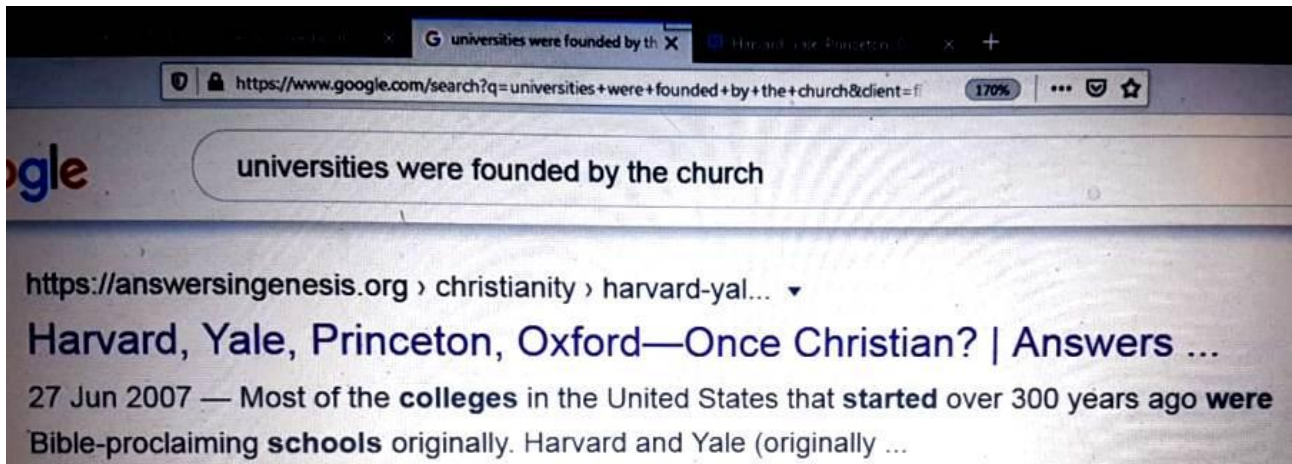 universities were founded by th
https://www.google.com/search?q=universities+were+founded+by+the+church&client=fi 170%
ogle universities were founded by the church
https://answersingenesis.org › christianity › harvard-yal...
Harvard, Yale, Princeton, Oxford—Once Christian? | Answers ...
27 Jun 2007 — Most of the colleges in the United States that started over 300 years ago were
Bible-proclaiming schools originally. Harvard and Yale (originally ...